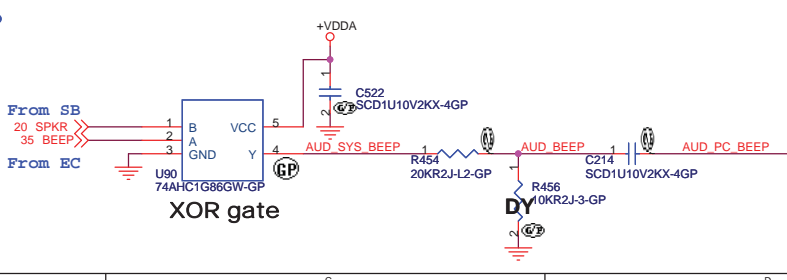 +VDDA
1
C522
G/P
SCD1U10V2KX-4GP
2
From SB
20 SPKR
35 BEEP
From EC
1 B VCC 5
2 A
3 GND Y 4
GP
U90
74AHC1G86GW-GP
XOR gate
AUD_SYS_BEEP
1
R454
20KR2J-L2-GP
AUD_BEEP
1
C214
SCD1U10V2KX-4GP
AUD_PC_BEEP
1
R456
10KR2J-3-GP
DY
2
G/P